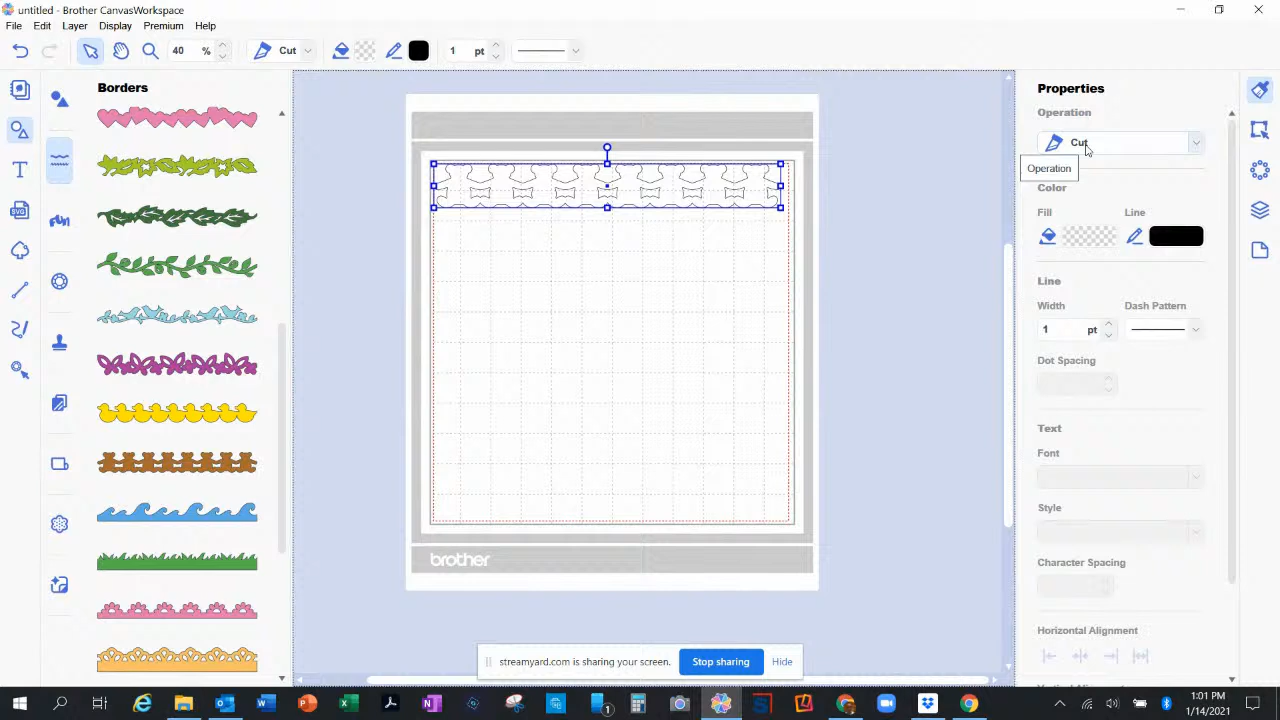 untitled - Brother CanvasWorkspace
File Edit Layer Display Premium Help
40 % Cut 1 pt
Borders
Properties
Operation
Cut
Operation
Color
Fill Line
Line
Width Dash Pattern
1 pt
Dot Spacing
Text
Font
Style
Character Spacing
Horizontal Alignment
SVG
fun
brother
streamyard.com is sharing your screen. Stop sharing Hide
1:01 PM
1/14/2021